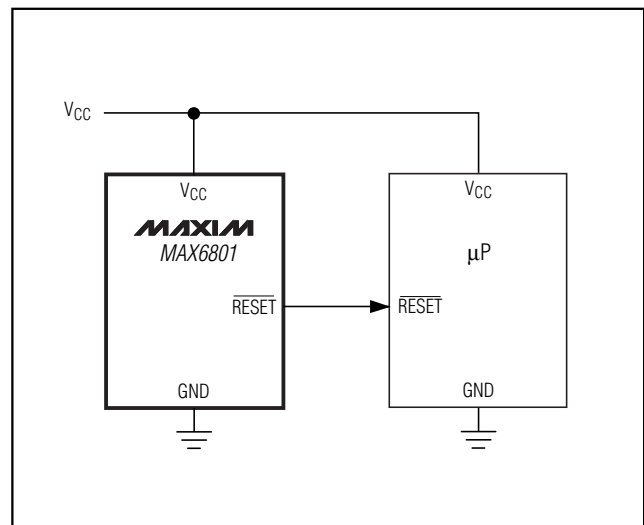 VCC
VCC
MAXIM
MAX6801
RESET
GND
VCC
μP
RESET
GND